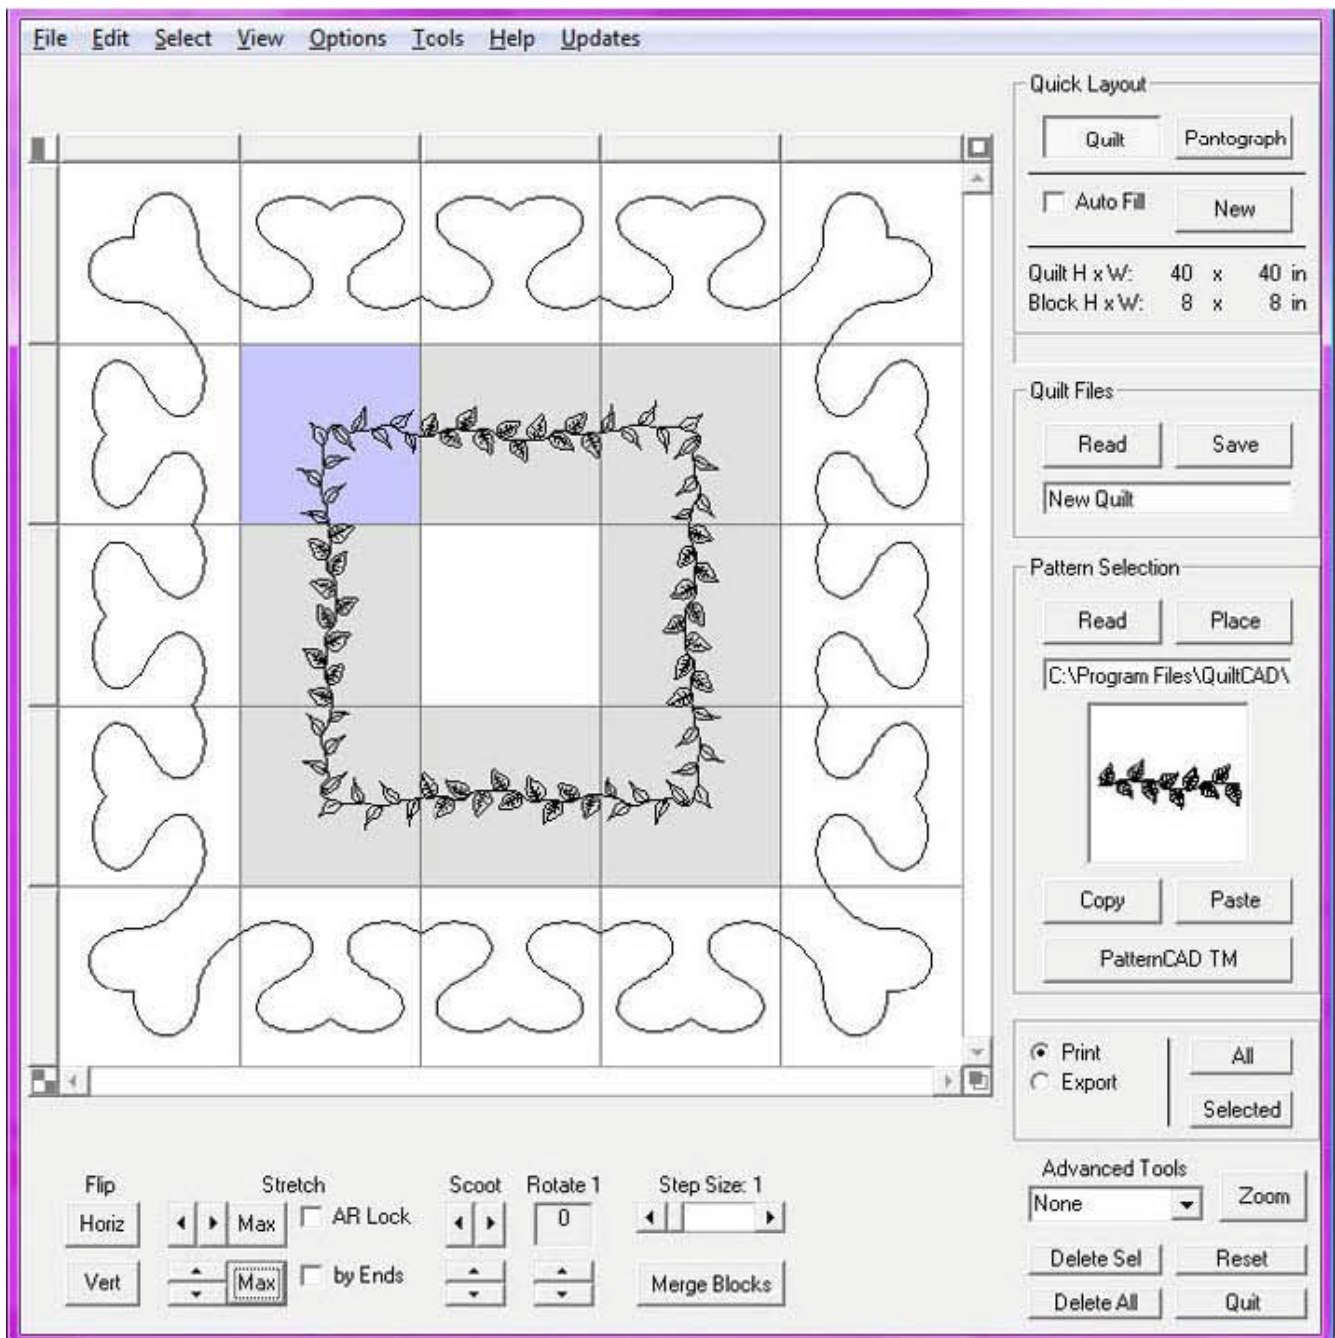 File Edit Select View Options Tools Help Updates
Quick Layout
Quilt Pantograph
Auto Fill New
Quilt H x W: 40 x 40 in
Block H x W: 8 x 8 in
Quilt Files
Read Save
New Quilt
Pattern Selection
Read Place
C:\Program Files\QuiltCAD\
Copy Paste
PatternCAD TM
Print All
Export
Selected
Flip Stretch Scoot Rotate 1 Step Size: 1
Horiz Max AR Lock 0
Vert Max by Ends Merge Blocks
Advanced Tools
None Zoom
Delete Sel Reset
Delete All Quit